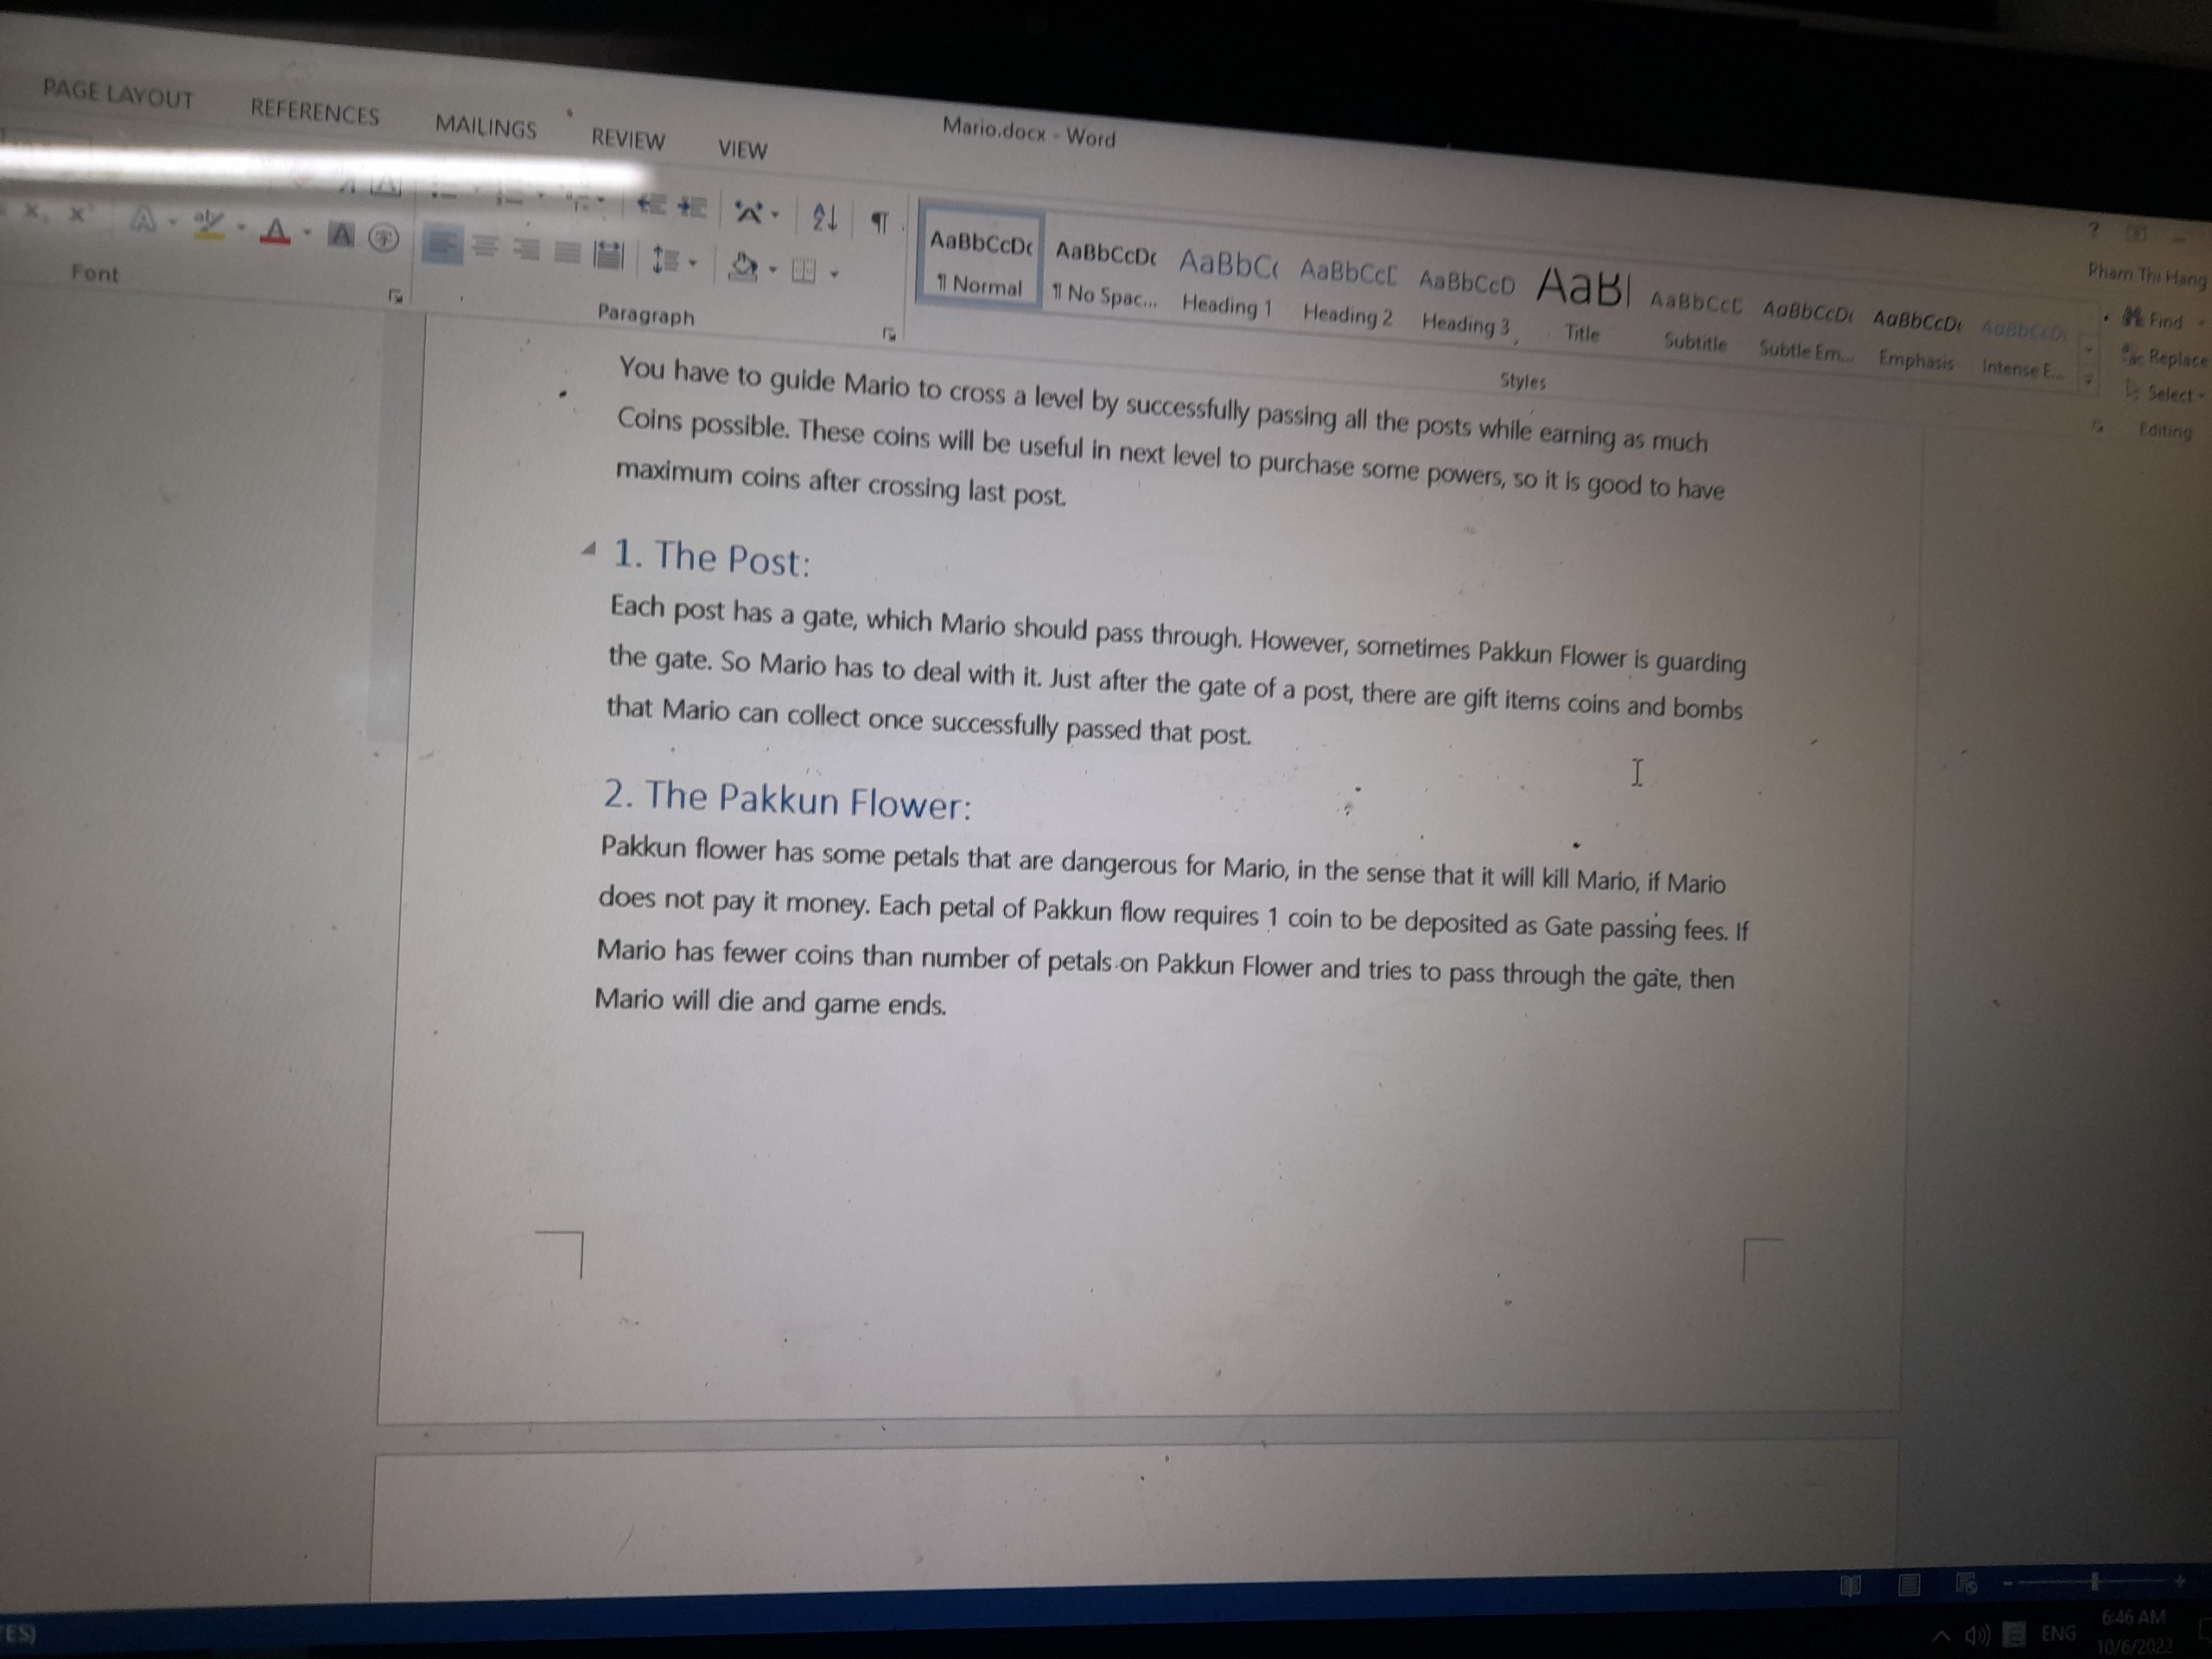 Mario.docx - Word
PAGE LAYOUT
REFERENCES
MAILINGS
REVIEW
VIEW
Pham Thi Hang
Font
Paragraph
AaBbCcDc
¶ Normal
AaBbCcDc
¶ No Spac...
AaBbC
Heading 1
AaBbCcD
Heading 2
AaBbCcD
Heading 3
AaB
Title
AaBbCcD
Subtitle
AaBbCcDc
Subtle Em...
AaBbCcDc
Emphasis
AaBbCcDc
Intense E...
Styles
Find
Replace
Select
Editing
You have to guide Mario to cross a level by successfully passing all the posts while earning as much
Coins possible. These coins will be useful in next level to purchase some powers, so it is good to have
maximum coins after crossing last post.
1. The Post:
Each post has a gate, which Mario should pass through. However, sometimes Pakkun Flower is guarding
the gate. So Mario has to deal with it. Just after the gate of a post, there are gift items coins and bombs
that Mario can collect once successfully passed that post.
2. The Pakkun Flower:
Pakkun flower has some petals that are dangerous for Mario, in the sense that it will kill Mario, if Mario
does not pay it money. Each petal of Pakkun flow requires 1 coin to be deposited as Gate passing fees. If
Mario has fewer coins than number of petals on Pakkun Flower and tries to pass through the gate, then
Mario will die and game ends.
ES)
ENG
6:46 AM
10/6/2022